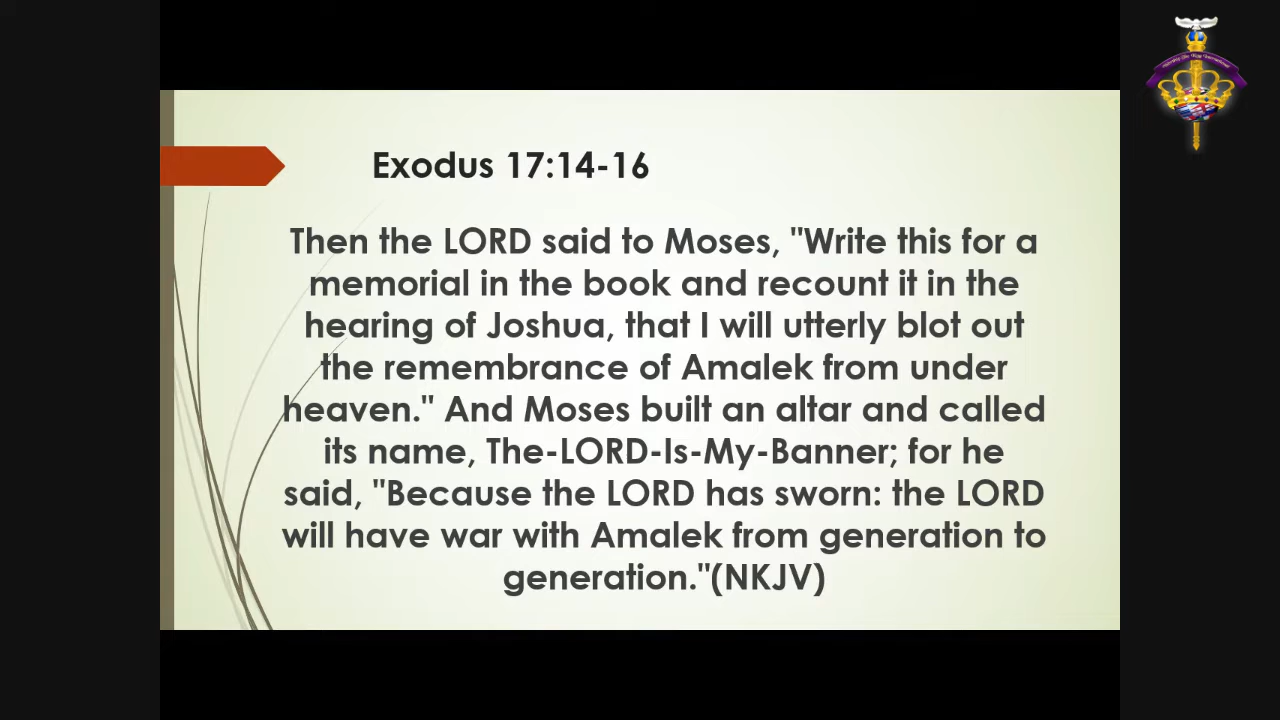 Exodus 17:14-16
Then the LORD said to Moses, "Write this for a
memorial in the book and recount it in the
hearing of Joshua, that I will utterly blot out
the remembrance of Amalek from under
heaven." And Moses built an altar and called
its name, The-LORD-Is-My-Banner; for he
said, "Because the LORD has sworn: the LORD
will have war with Amalek from generation to
generation."(NKJV)